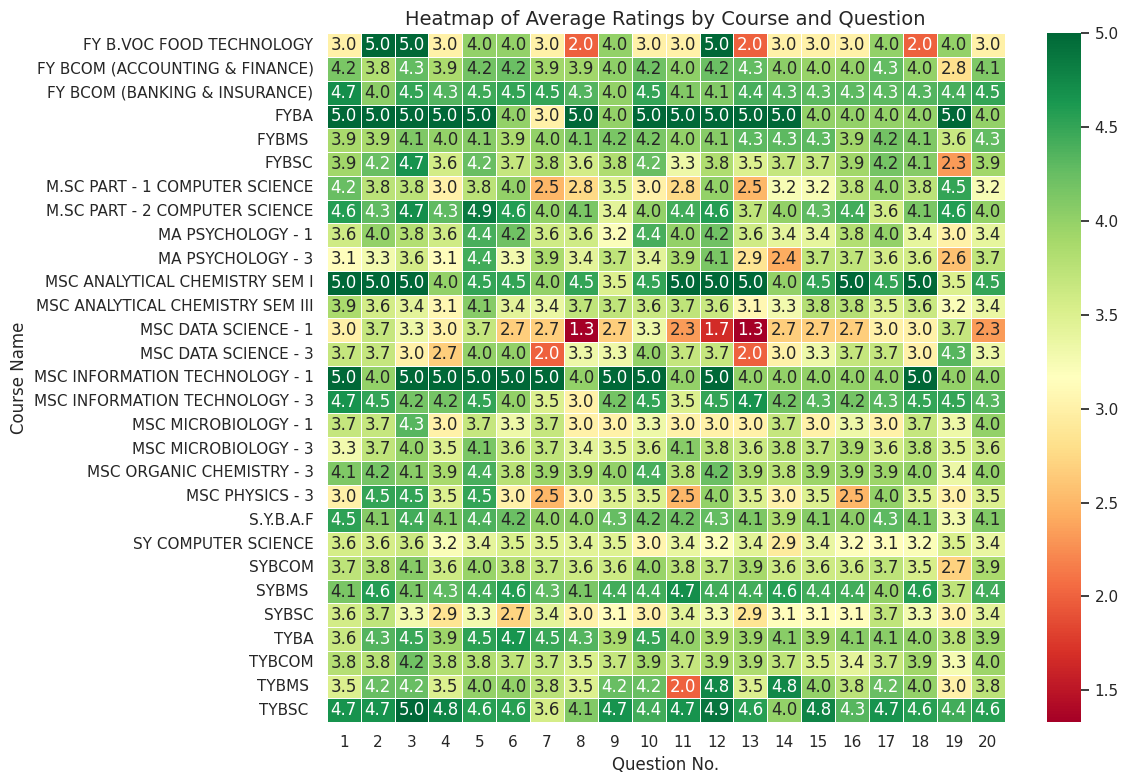 Heatmap of Average Ratings by Course and Question
FY B.VOC FOOD TECHNOLOGY 3.0 5.0 5.0 3.0 4.0 4.0 3.0 2.0 4.0 3.0 3.0 5.0 2.0 3.0 3.0 3.0 4.0 2.0 4.0 3.0
FY BCOM (ACCOUNTING & FINANCE) 4.2 3.8 4.3 3.9 4.2 4.2 3.9 3.9 4.0 4.2 4.0 4.2 4.3 4.0 4.0 4.0 4.3 4.0 2.8 4.1
FY BCOM (BANKING & INSURANCE) 4.7 4.0 4.5 4.3 4.5 4.5 4.5 4.3 4.0 4.5 4.1 4.1 4.4 4.3 4.3 4.3 4.3 4.3 4.4 4.5
FYBA 5.0 5.0 5.0 5.0 5.0 4.0 3.0 5.0 4.0 5.0 5.0 5.0 5.0 5.0 4.0 4.0 4.0 4.0 5.0 4.0
FYBMS 3.9 3.9 4.1 4.0 4.1 3.9 4.0 4.1 4.2 4.2 4.0 4.1 4.3 4.3 4.3 3.9 4.2 4.1 3.6 4.3
FYBSC 3.9 4.2 4.7 3.6 4.2 3.7 3.8 3.6 3.8 4.2 3.3 3.8 3.5 3.7 3.7 3.9 4.2 4.1 2.3 3.9
M.SC PART - 1 COMPUTER SCIENCE 4.2 3.8 3.8 3.0 3.8 4.0 2.5 2.8 3.5 3.0 2.8 4.0 2.5 3.2 3.2 3.8 4.0 3.8 4.5 3.2
M.SC PART - 2 COMPUTER SCIENCE 4.6 4.3 4.7 4.3 4.9 4.6 4.0 4.1 3.4 4.0 4.4 4.6 3.7 4.0 4.3 4.4 3.6 4.1 4.6 4.0
MA PSYCHOLOGY - 1 3.6 4.0 3.8 3.6 4.4 4.2 3.6 3.6 3.2 4.4 4.0 4.2 3.6 3.4 3.4 3.8 4.0 3.4 3.0 3.4
MA PSYCHOLOGY - 3 3.1 3.3 3.6 3.1 4.4 3.3 3.9 3.4 3.7 3.4 3.9 4.1 2.9 2.4 3.7 3.7 3.6 3.6 2.6 3.7
MSC ANALYTICAL CHEMISTRY SEM I 5.0 5.0 5.0 4.0 4.5 4.5 4.0 4.5 3.5 4.5 5.0 5.0 5.0 4.0 4.5 5.0 4.5 5.0 3.5 4.5
MSC ANALYTICAL CHEMISTRY SEM III 3.9 3.6 3.4 3.1 4.1 3.4 3.4 3.7 3.7 3.6 3.7 3.6 3.1 3.3 3.8 3.8 3.5 3.6 3.2 3.4
MSC DATA SCIENCE - 1 3.0 3.7 3.3 3.0 3.7 2.7 2.7 1.3 2.7 3.3 2.3 1.7 1.3 2.7 2.7 2.7 3.0 3.0 3.7 2.3
MSC DATA SCIENCE - 3 3.7 3.7 3.0 2.7 4.0 4.0 2.0 3.3 3.3 4.0 3.7 3.7 2.0 3.0 3.3 3.7 3.7 3.0 4.3 3.3
MSC INFORMATION TECHNOLOGY - 1 5.0 4.0 5.0 5.0 5.0 5.0 5.0 4.0 5.0 5.0 4.0 5.0 4.0 4.0 4.0 4.0 4.0 5.0 4.0 4.0
MSC INFORMATION TECHNOLOGY - 3 4.7 4.5 4.2 4.2 4.5 4.0 3.5 3.0 4.2 4.5 3.5 4.5 4.7 4.2 4.3 4.2 4.3 4.5 4.5 4.3
MSC MICROBIOLOGY - 1 3.7 3.7 4.3 3.0 3.7 3.3 3.7 3.0 3.0 3.3 3.0 3.0 3.0 3.7 3.0 3.3 3.0 3.7 3.3 4.0
MSC MICROBIOLOGY - 3 3.3 3.7 4.0 3.5 4.1 3.6 3.7 3.4 3.5 3.6 4.1 3.8 3.6 3.8 3.7 3.9 3.6 3.8 3.5 3.6
MSC ORGANIC CHEMISTRY - 3 4.1 4.2 4.1 3.9 4.4 3.8 3.9 3.9 4.0 4.4 3.8 4.2 3.9 3.8 3.9 3.9 3.9 4.0 3.4 4.0
MSC PHYSICS - 3 3.0 4.5 4.5 3.5 4.5 3.0 2.5 3.0 3.5 3.5 2.5 4.0 3.5 3.0 3.5 2.5 4.0 3.5 3.0 3.5
S.Y.B.A.F 4.5 4.1 4.4 4.1 4.4 4.2 4.0 4.0 4.3 4.2 4.2 4.3 4.1 3.9 4.1 4.0 4.3 4.1 3.3 4.1
SY COMPUTER SCIENCE 3.6 3.6 3.6 3.2 3.4 3.5 3.5 3.4 3.5 3.0 3.4 3.2 3.4 2.9 3.4 3.2 3.1 3.2 3.5 3.4
SYBCOM 3.7 3.8 4.1 3.6 4.0 3.8 3.7 3.6 3.6 4.0 3.8 3.7 3.9 3.6 3.6 3.6 3.7 3.5 2.7 3.9
SYBMS 4.1 4.6 4.1 4.3 4.4 4.6 4.3 4.1 4.4 4.4 4.7 4.4 4.4 4.6 4.4 4.4 4.0 4.6 3.7 4.4
SYBSC 3.6 3.7 3.3 2.9 3.3 2.7 3.4 3.0 3.1 3.0 3.4 3.3 2.9 3.1 3.1 3.1 3.7 3.3 3.0 3.4
TYBA 3.6 4.3 4.5 3.9 4.5 4.7 4.5 4.3 3.9 4.5 4.0 3.9 3.9 4.1 3.9 4.1 4.1 4.0 3.8 3.9
TYBCOM 3.8 3.8 4.2 3.8 3.8 3.7 3.7 3.5 3.7 3.9 3.7 3.9 3.9 3.7 3.5 3.4 3.7 3.9 3.3 4.0
TYBMS 3.5 4.2 4.2 3.5 4.0 4.0 3.8 3.5 4.2 4.2 2.0 4.8 3.5 4.8 4.0 3.8 4.2 4.0 3.0 3.8
TYBSC 4.7 4.7 5.0 4.8 4.6 4.6 3.6 4.1 4.7 4.4 4.7 4.9 4.6 4.0 4.8 4.3 4.7 4.6 4.4 4.6
1 2 3 4 5 6 7 8 9 10 11 12 13 14 15 16 17 18 19 20
Question No.
Course Name
5.0
4.5
4.0
3.5
3.0
2.5
2.0
1.5